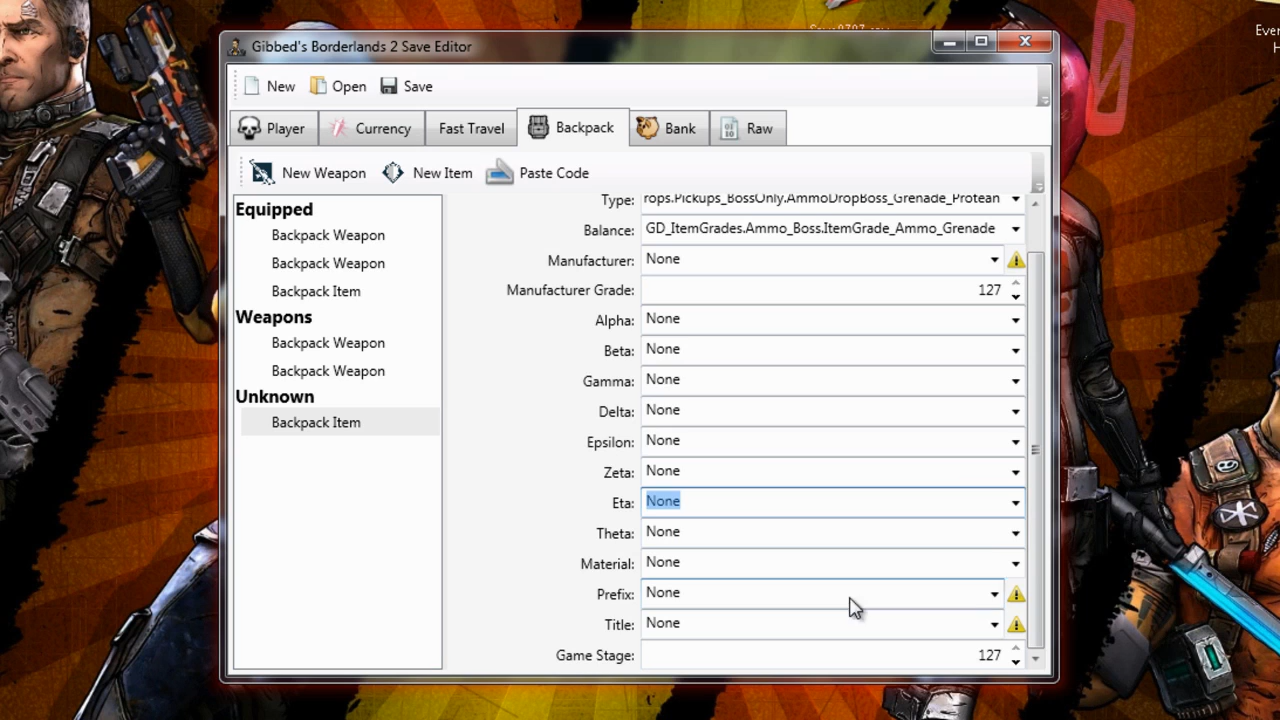 Ever
Gibbed's Borderlands 2 Save Editor
New Open Save
Player Currency Fast Travel Backpack Bank Raw
New Weapon New Item Paste Code
Equipped
Backpack Weapon
Backpack Weapon
Backpack Item
Weapons
Backpack Weapon
Backpack Weapon
Unknown
Backpack Item
Type: rops.Pickups_BossOnly.AmmoDropBoss_Grenade_Protean
Balance: GD_ItemGrades.Ammo_Boss.ItemGrade_Ammo_Grenade
Manufacturer: None
Manufacturer Grade: 127
Alpha: None
Beta: None
Gamma: None
Delta: None
Epsilon: None
Zeta: None
Eta: None
Theta: None
Material: None
Prefix: None
Title: None
Game Stage: 127